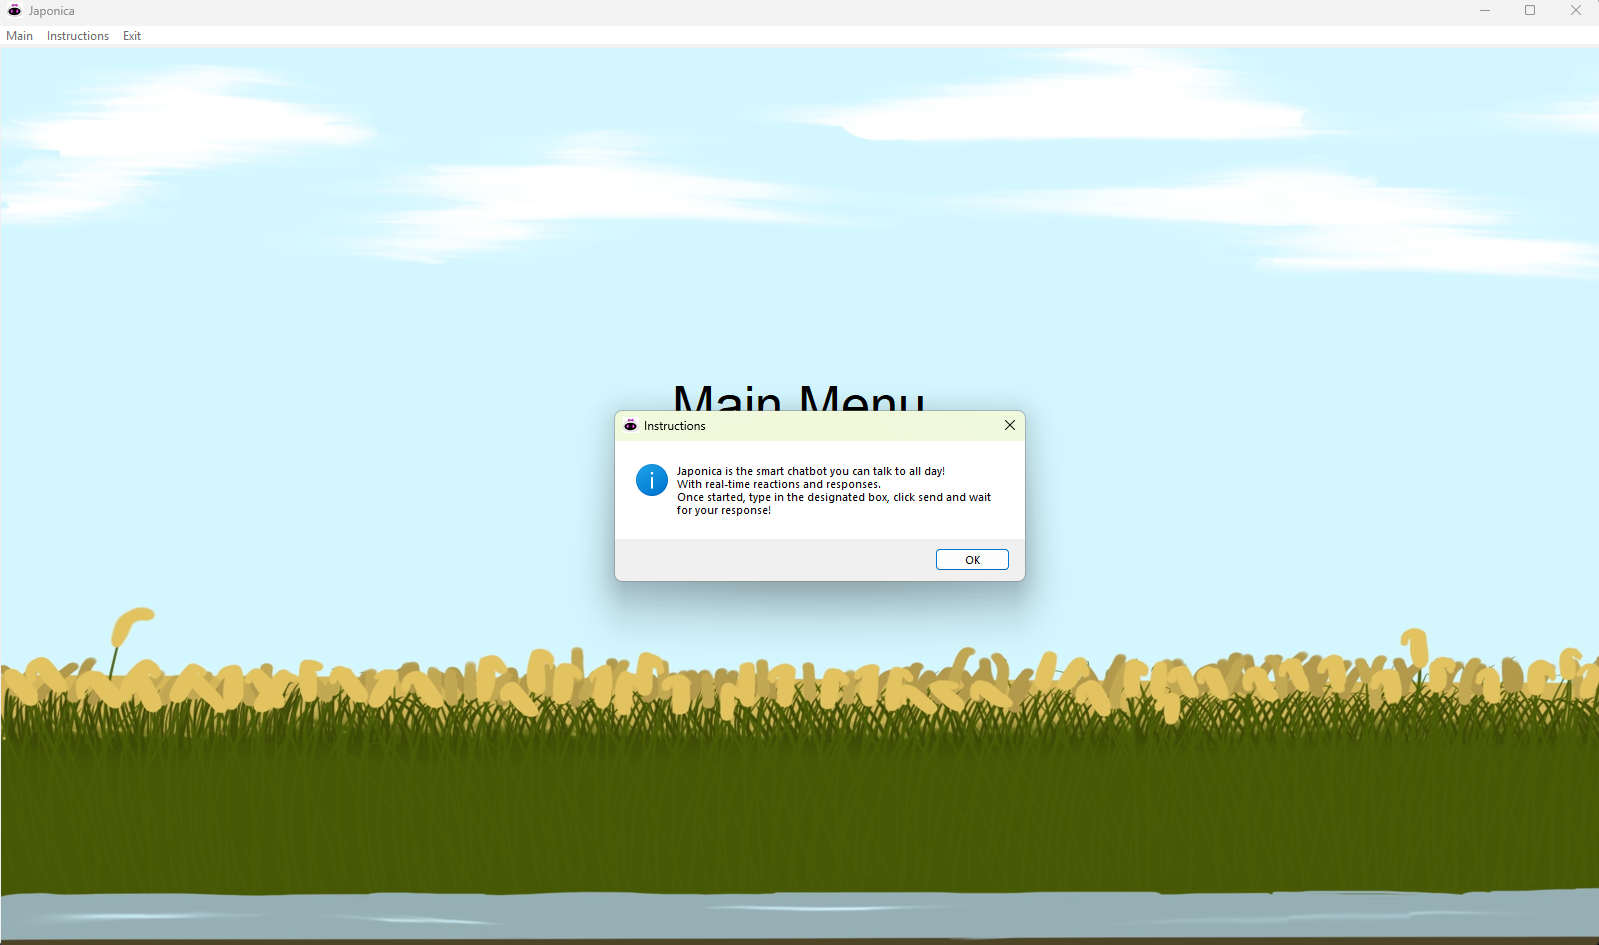 Japonica
Main Instructions Exit
Main Menu
Instructions
Japonica is the smart chatbot you can talk to all day!
With real-time reactions and responses.
Once started, type in the designated box, click send and wait
for your response!
OK